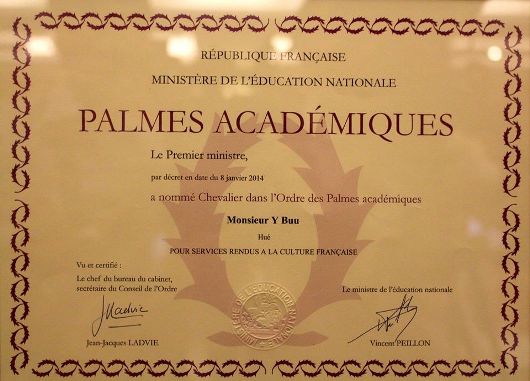 RÉPUBLIQUE FRANÇAISE
MINISTÈRE DE L'ÉDUCATION NATIONALE
PALMES ACADÉMIQUES
Le Premier ministre,
par décret en date du 8 janvier 2014
a nommé Chevalier dans l'Ordre des Palmes académiques
Monsieur Y Buu
Hué
POUR SERVICES RENDUS A LA CULTURE FRANÇAISE
Vu et certifié :
Le chef du bureau du cabinet,
secrétaire du Conseil de l'Ordre
Jean-Jacques LADVIE
Le ministre de l'éducation nationale
Vincent PEILLON